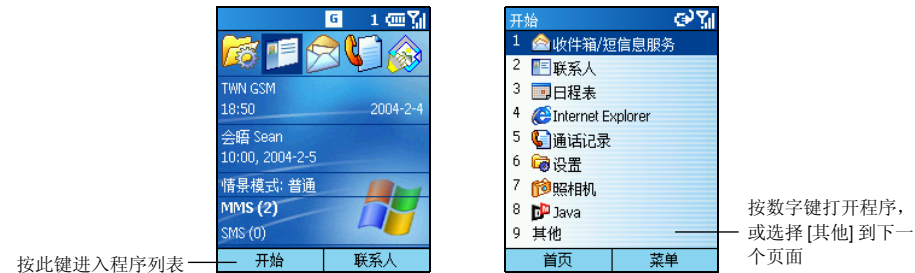 G 1
TWN GSM
18:50 2004-2-4
会晤 Sean
10:00, 2004-2-5
情景模式: 普通
MMS (2)
SMS (0)
开始 联系人
按此键进入程序列表
开始
1 收件箱/短信息服务
2 联系人
3 日程表
4 Internet Explorer
5 通话记录
6 设置
7 照相机
8 Java
9 其他
首页 菜单
按数字键打开程序，
或选择 [其他] 到下一
个页面